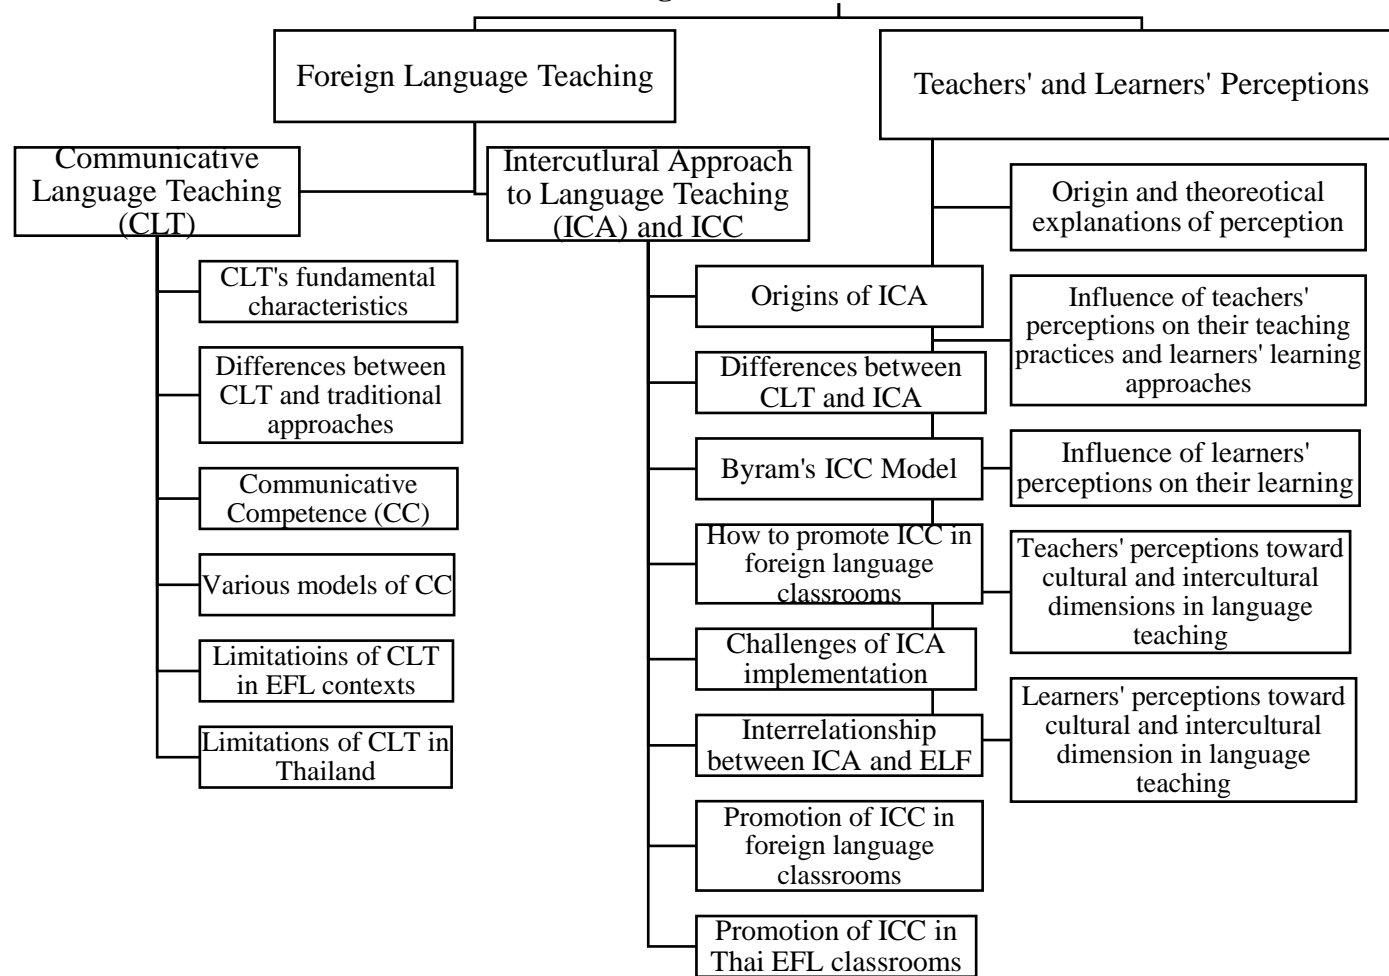 Foreign Language Teaching
Teachers' and Learners' Perceptions
Communicative
Language Teaching
(CLT)
CLT's fundamental
characteristics
Differences between
CLT and traditional
approaches
Communicative
Competence (CC)
Various models of CC
Limitatioins of CLT
in EFL contexts
Limitations of CLT in
Thailand
Intercutlural Approach
to Language Teaching
(ICA) and ICC
Origins of ICA
Differences between
CLT and ICA
Byram's ICC Model
How to promote ICC in
foreign language
classrooms
Challenges of ICA
implementation
Interrelationship
between ICA and ELF
Promotion of ICC in
foreign language
classrooms
Promotion of ICC in
Thai EFL classrooms
Origin and theoreotical
explanations of perception
Influence of teachers'
perceptions on their teaching
practices and learners' learning
approaches
Influence of learners'
perceptions on their learning
Teachers' perceptions toward
cultural and intercultural
dimensions in language
teaching
Learners' perceptions toward
cultural and intercultural
dimension in language
teaching